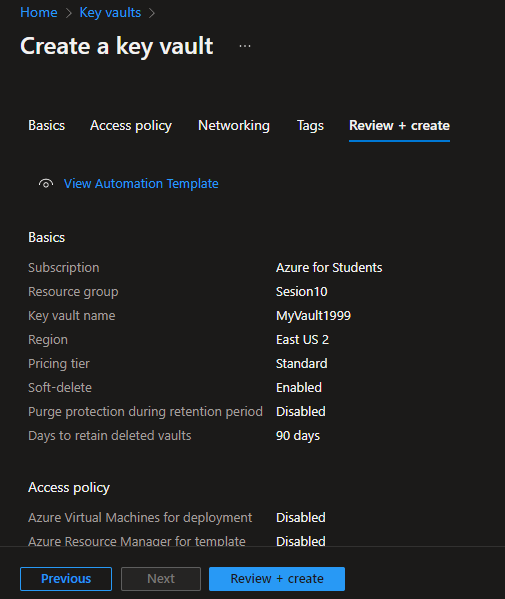 Home > Key vaults >
Create a key vault ...
Basics Access policy Networking Tags Review + create
View Automation Template
Basics
Subscription Azure for Students
Resource group Sesion10
Key vault name MyVault1999
Region East US 2
Pricing tier Standard
Soft-delete Enabled
Purge protection during retention period Disabled
Days to retain deleted vaults 90 days
Access policy
Azure Virtual Machines for deployment Disabled
Azure Resource Manager for template Disabled
Previous Next Review + create